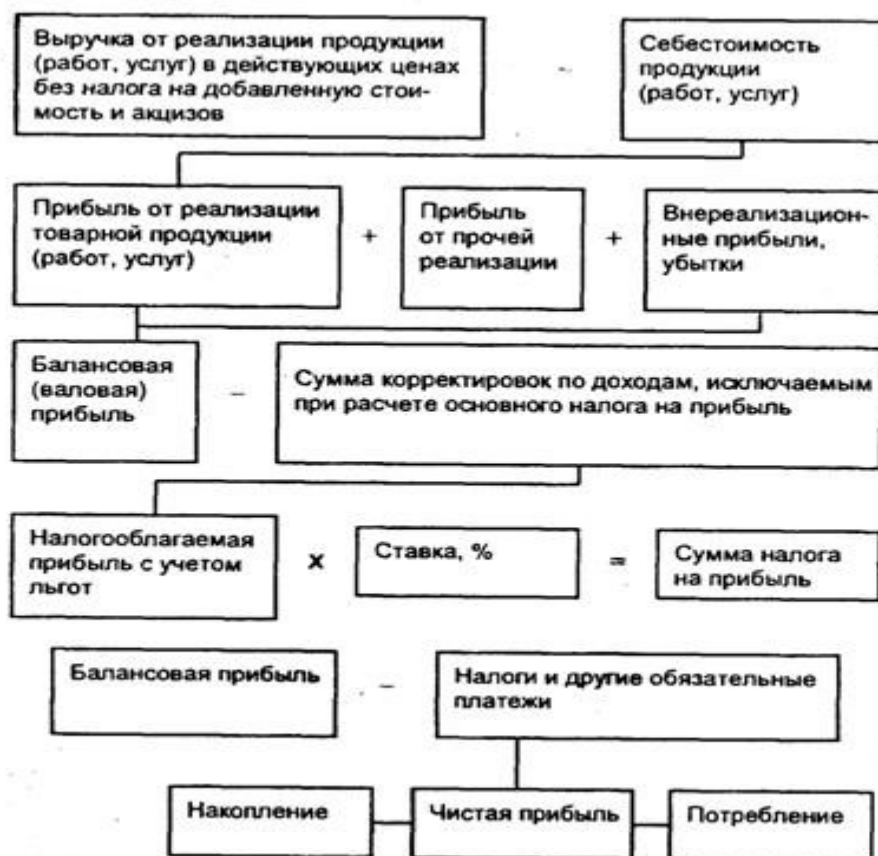 Выручка от реализации продукции
(работ, услуг) в действующих ценах
без налога на добавленную стои-
мость и акцизов
-
Себестоимость
продукции
(работ, услуг)
Прибыль от реализации
товарной продукции
(работ, услуг)
+
Прибыль
от прочей
реализации
+
Внереализацион-
ные прибыли,
убытки
Балансовая
(валовая)
прибыль
-
Сумма корректировок по доходам, исключаемым
при расчете основного налога на прибыль
Налогооблагаемая
прибыль с учетом
льгот
x
Ставка, %
=
Сумма налога
на прибыль
Балансовая прибыль
-
Налоги и другие обязательные
платежи
Накопление
Чистая прибыль
Потребление